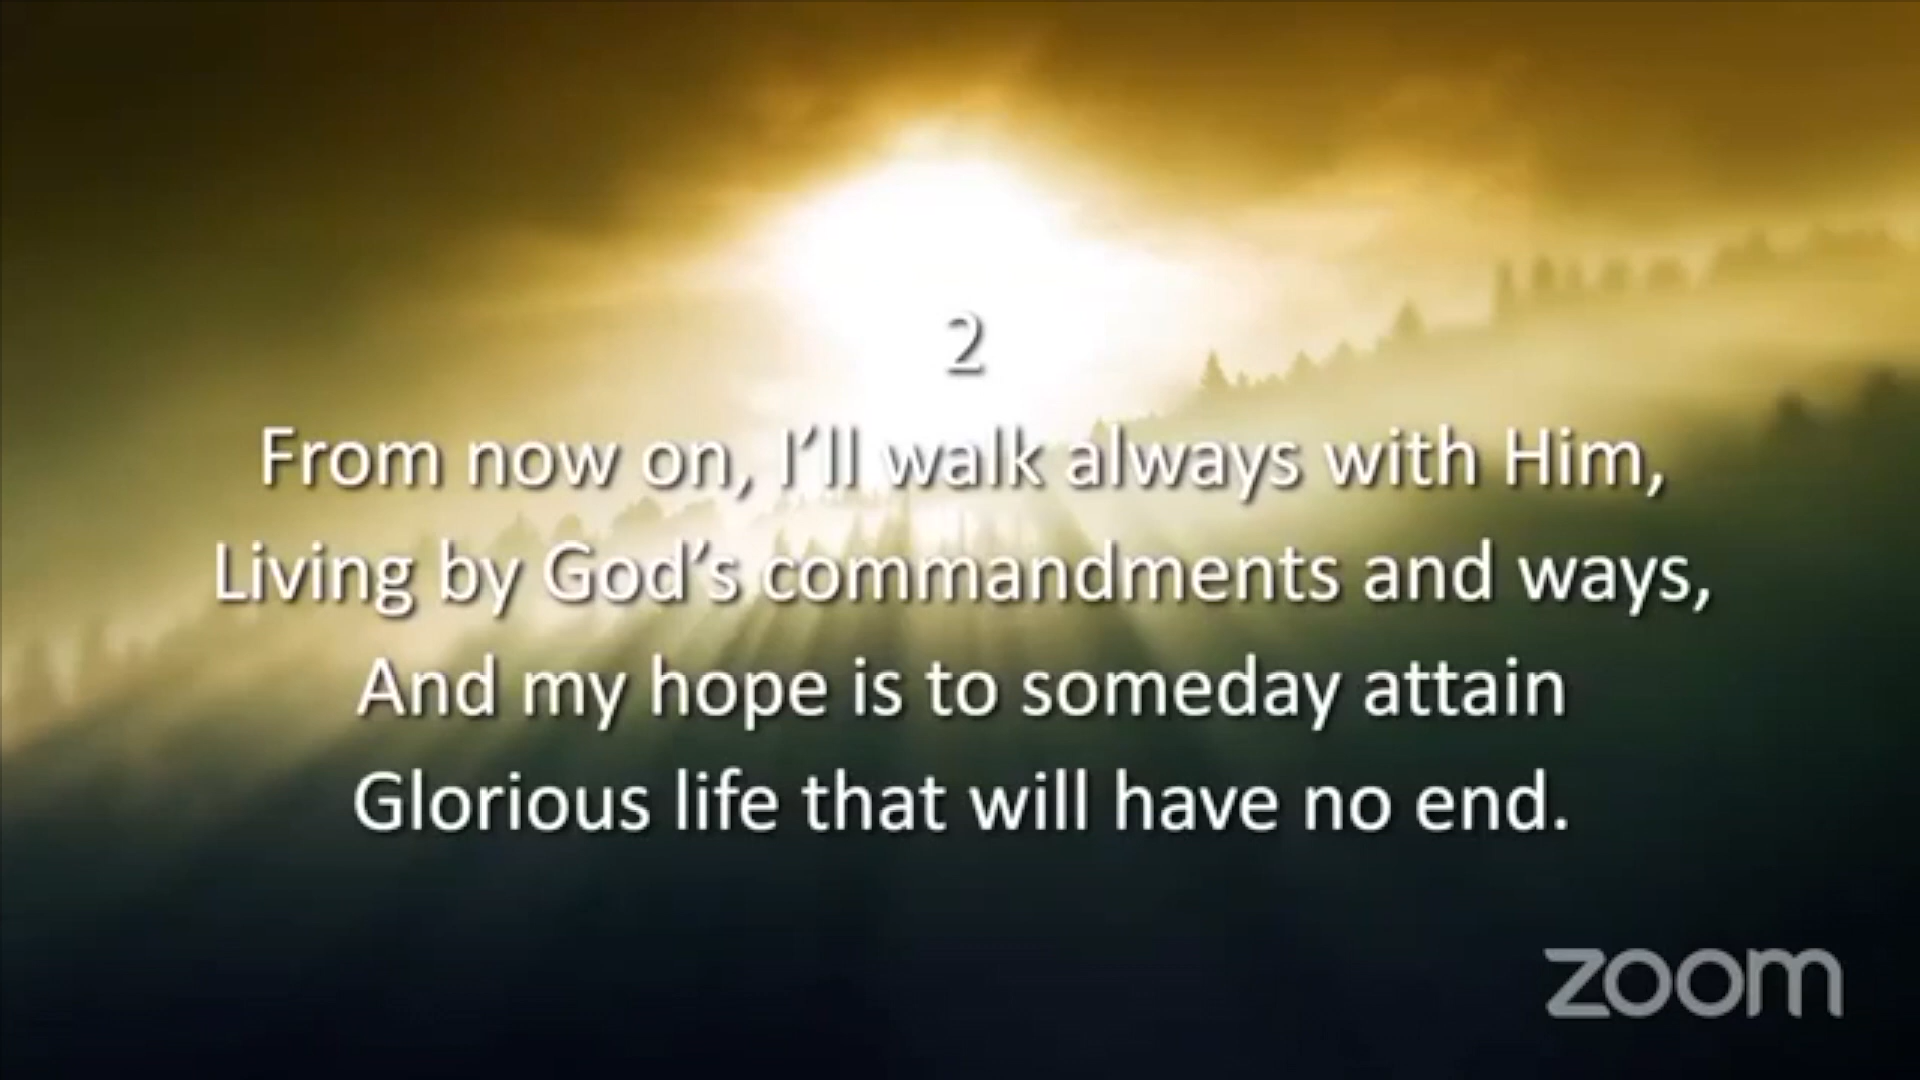 2
From now on, I’ll walk always with Him,
Living by God’s commandments and ways,
And my hope is to someday attain
Glorious life that will have no end.
zoom